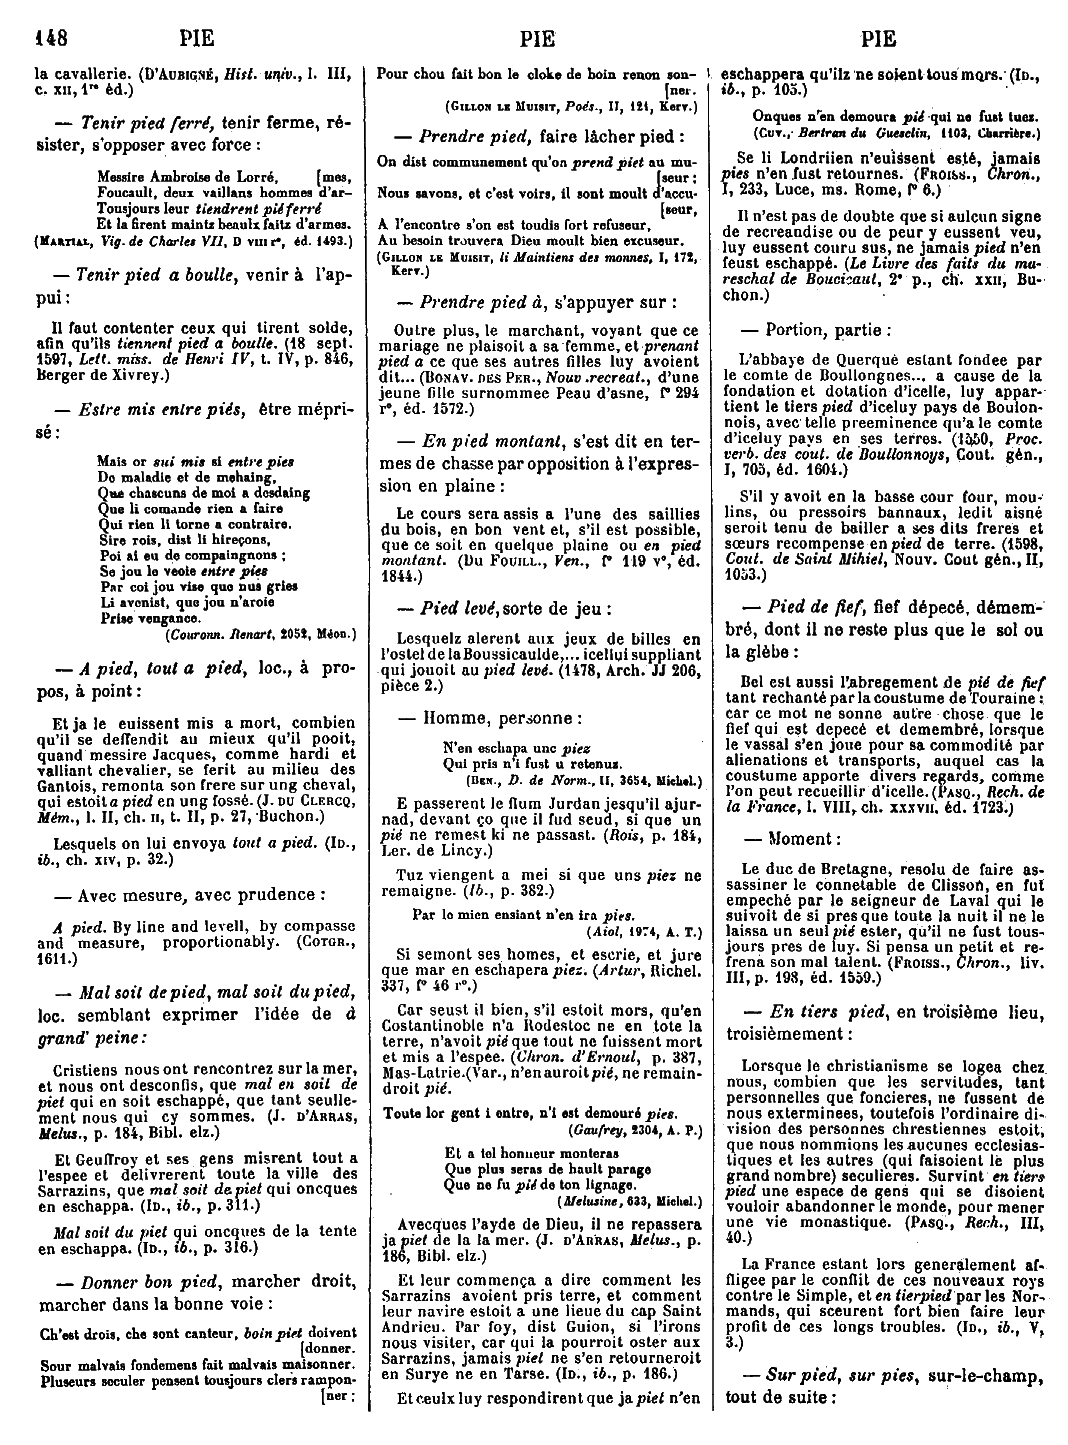 148 PIE PIE PIE
la cavallerie. (D'AUBIGNÉ, Hist. univ., l. III,
c. XII, 1re éd.)
— Tenir pied ferré, tenir ferme, ré-
sister, s'opposer avec force :
Messire Ambroise de Lorré, [mes,
Foucault, deux vaillans hommes d'ar-
Tousjours leur tiendrent pié ferré
Et la firent maintz beaulx faitz d'armes.
(MARTIAL, Vig. de Charles VII, D VIII r°, éd. 1493.)
— Tenir pied a boulle, venir à l'ap-
pui :
Il faut contenter ceux qui tirent solde,
afin qu'ils tiennent pied a boulle. (18 sept.
1597, Lett. miss. de Henri IV, t. IV, p. 846,
Berger de Xivrey.)
— Estre mis entre piés, être mépri-
sé :
Mais or sui mis si entre pies
De maladie et de mehaing,
Que chascuns de moi a desdaing
Que li comande rien a faire
Qui rien li torne a contraire.
Sire rois, dist li hireçons,
Poi ai eu de compaingnons ;
Se jou le veoie entre pies
Par coi jou vise que nus gries
Li avenist, que jou n'aroie
Prise vengance.
(Couronn. Renart, 2052, Méon.)
— A pied, tout a pied, loc., à pro-
pos, à point :
Et ja le euissent mis a mort, combien
qu'il se deffendit au mieux qu'il pooit,
quand messire Jacques, comme hardi et
valliant chevalier, se ferit au milieu des
Gantois, remonta son frere sur ung cheval,
qui estoit a pied en ung fossé. (J. DU CLERCQ,
Mém., l. II, ch. II, t. II, p. 27, Buchon.)
Lesquels on lui envoya tout a pied. (ID.,
ib., ch. XIV, p. 32.)
— Avec mesure, avec prudence :
A pied. By line and levell, by compasse
and measure, proportionably. (COTGR.,
1611.)
— Mal soit de pied, mal soit du pied,
loc. semblant exprimer l'idée de à
grand' peine :
Cristiens nous ont rencontrez sur la mer,
et nous ont desconfis, que mal en soit de
piet qui en soit eschappé, que tant seulle-
ment nous qui cy sommes. (J. D'ARRAS,
Melus., p. 184, Bibl. elz.)
Et Geuffroy et ses gens misrent tout a
l'espee et delivrerent toute la ville des
Sarrazins, que mal soit de piet qui oncques
en eschappa. (ID., ib., p. 311.)
Mal soit du piet qui oncques de la tente
en eschappa. (ID., ib., p. 316.)
— Donner bon pied, marcher droit,
marcher dans la bonne voie :
Ch'est drois, che sont canteur, boin piet doivent
[donner.
Sour malvais fondemens fait malvais maisonner.
Pluseurs seculer pensent tousjours clers rampon-
[ner ;
Pour chou fait bon le cloke de boin renon son-
[ner.
(GILLON LE MUISIT, Poés., II, 121, Kerv.)
— Prendre pied, faire lâcher pied :
On dist communement qu'on prend piet au mu-
[seur ;
Nous savons, et c'est voirs, il sont moult d'accu-
[seur,
A l'encontre s'on est toudis fort refuseur,
Au besoin trouvera Dieu moult bien excuseur.
(GILLON LE MUISIT, li Maintiens des monnes, I, 172,
Kerv.)
— Prendre pied à, s'appuyer sur :
Outre plus, le marchant, voyant que ce
mariage ne plaisoit a sa femme, et prenant
pied a ce que ses autres filles luy avoient
dit... (BONAV. DES PER., Nouv. recreat., d'une
jeune fille surnommee Peau d'asne, f° 294
r°, éd. 1572.)
— En pied montant, s'est dit en ter-
mes de chasse par opposition à l'expres-
sion en plaine :
Le cours sera assis a l'une des saillies
du bois, en bon vent et, s'il est possible,
que ce soit en quelque plaine ou en pied
montant. (DU FOUILL., Ven., f° 119 v°, éd.
1844.)
— Pied levé, sorte de jeu :
Lesquelz alerent aux jeux de billes en
l'ostel de la Boussicaulde,... icellui suppliant
qui jouoit au pied levé. (1478, Arch. JJ 206,
pièce 2.)
— Homme, personne :
N'en eschapa unc piez
Qui pris n'i fust u retenus.
(BEN., D. de Norm., II, 3654, Michel.)
E passerent le flum Jurdan jesqu'il ajur-
nad, devant ço que il fud seud, si que un
pié ne remest ki ne passast. (Rois, p. 184,
Ler. de Lincy.)
Tuz viengent a mei si que uns piez ne
remaigne. (Ib., p. 382.)
Par le mien ensiant n'en ira pies.
(Aiol, 1974, A. T.)
Si semont ses homes, et escrie, et jure
que mar en eschapera piez. (Artur, Richel.
337, f° 46 r°.)
Car seust il bien, s'il estoit mors, qu'en
Costantinoble n'a Rodestoc ne en tote la
terre, n'avoit pié que tout ne fuissent mort
et mis a l'espee. (Chron. d'Ernoul, p. 387,
Mas-Latrie. (Var., n'en auroit pié, ne remain-
droit pié.
Toute lor gent i entre, n'i est demouré pies.
(Gaufrey, 2304, A. P.)
Et a tel honneur monteras
Que plus seras de hault parage
Que ne fu pié de ton lignage.
(Melusine, 633, Michel.)
Avecques l'ayde de Dieu, il ne repassera
ja piet de la la mer. (J. D'ARRAS, Melus., p.
186, Bibl. elz.)
Et leur commença a dire comment les
Sarrazins avoient pris terre, et comment
leur navire estoit a une lieue du cap Saint
Andrieu. Par foy, dist Guion, si l'irons
nous visiter, car qui la pourroit oster aux
Sarrazins, jamais piet ne s'en retourneroit
en Surye ne en Tarse. (ID., ib., p. 186.)
Et ceulx luy respondirent que ja piet n'en
eschappera qu'ilz ne soient tous mors. (ID.,
ib., p. 105.)
Onques n'en demoura pié qui ne fust tuez.
(CUV., Bertran du Guesclin, 1103, Charrière.)
Se li Londriien n'euissent esté, jamais
pies n'en fust retournes. (FROISS., Chron.,
I, 233, Luce, ms. Rome, f° 6.)
Il n'est pas de doubte que si aulcun signe
de recreandise ou de peur y eussent veu,
luy eussent couru sus, ne jamais pied n'en
feust eschappé. (Le Livre des faits du ma-
reschal de Boucicaut, 2e p., ch. XXII, Bu-
chon.)
— Portion, partie :
L'abbaye de Querque estant fondee par
le comte de Boullongnes... a cause de la
fondation et dotation d'icelle, luy appar-
tient le tiers pied d'iceluy pays de Boulon-
nois, avec telle preeminence qu'a le comte
d'iceluy pays en ses terres. (1550, Proc.
verb. des cout. de Boullonnoys, Cout. gén.,
I, 705, éd. 1604.)
S'il y avoit en la basse cour four, mou-
lins, ou pressoirs bannaux, ledit aisné
seroit tenu de bailler a ses dits freres et
sœurs recompense en pied de terre. (1598,
Cout. de Saint Mihiel, Nouv. Cout gén., II,
1053.)
— Pied de fief, fief dépecé, démem-
bré, dont il ne reste plus que le sol ou
la glèbe :
Bel est aussi l'abregement de pié de fief
tant rechanté par la coustume de Touraine :
car ce mot ne sonne autre chose que le
fief qui est depecé et demembré, lorsque
le vassal s'en joue pour sa commodité par
alienations et transports, auquel cas la
coustume apporte divers regards, comme
l'on peut recueillir d'icelle. (PASQ., Rech. de
la France, l. VIII, ch. XXXVII, éd. 1723.)
— Moment :
Le duc de Bretagne, resolu de faire as-
sassiner le connetable de Clisson, en fut
empeché par le seigneur de Laval qui le
suivoit de si pres que toute la nuit il ne le
laissa un seul pié ester, qu'il ne fust tous-
jours pres de luy. Si pensa un petit et re-
frena son mal talent. (FROISS., Chron., liv.
III, p. 198, éd. 1559.)
— En tiers pied, en troisième lieu,
troisièmement :
Lorsque le christianisme se logea chez
nous, combien que les servitudes, tant
personnelles que foncieres, ne fussent de
nous exterminees, toutefois l'ordinaire di-
vision des personnes chrestiennes estoit,
que nous nommions les aucunes ecclesias-
tiques et les autres (qui faisoient le plus
grand nombre) seculieres. Survint en tiers
pied une espece de gens qui se disoient
vouloir abandonner le monde, pour mener
une vie monastique. (PASQ., Rech., III,
40.)
La France estant lors generalement af-
fligee par le conflit de ces nouveaux roys
contre le Simple, et en tierpied par les Nor-
mands, qui sceurent fort bien faire leur
profit de ces longs troubles. (ID., ib., V,
3.)
— Sur pied, sur pies, sur-le-champ,
tout de suite :